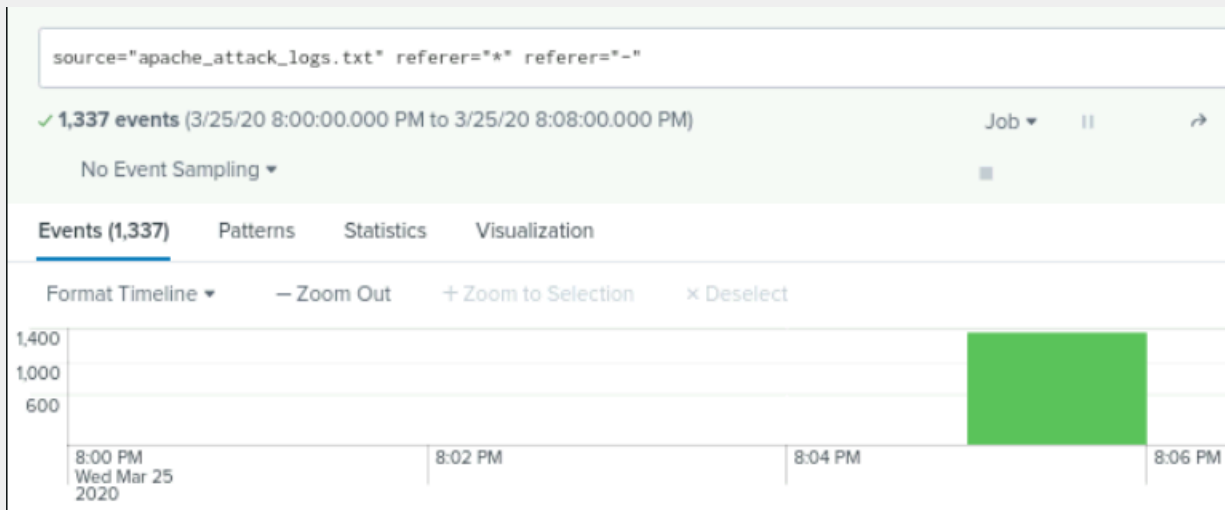 source="apache_attack_logs.txt" referer="*" referer="-"
✓ 1,337 events (3/25/20 8:00:00.000 PM to 3/25/20 8:08:00.000 PM)
Job ▾
No Event Sampling ▾
Events (1,337) Patterns Statistics Visualization
Format Timeline ▾ — Zoom Out + Zoom to Selection × Deselect
1,400
1,000
600
8:00 PM 8:02 PM 8:04 PM 8:06 PM
Wed Mar 25
2020